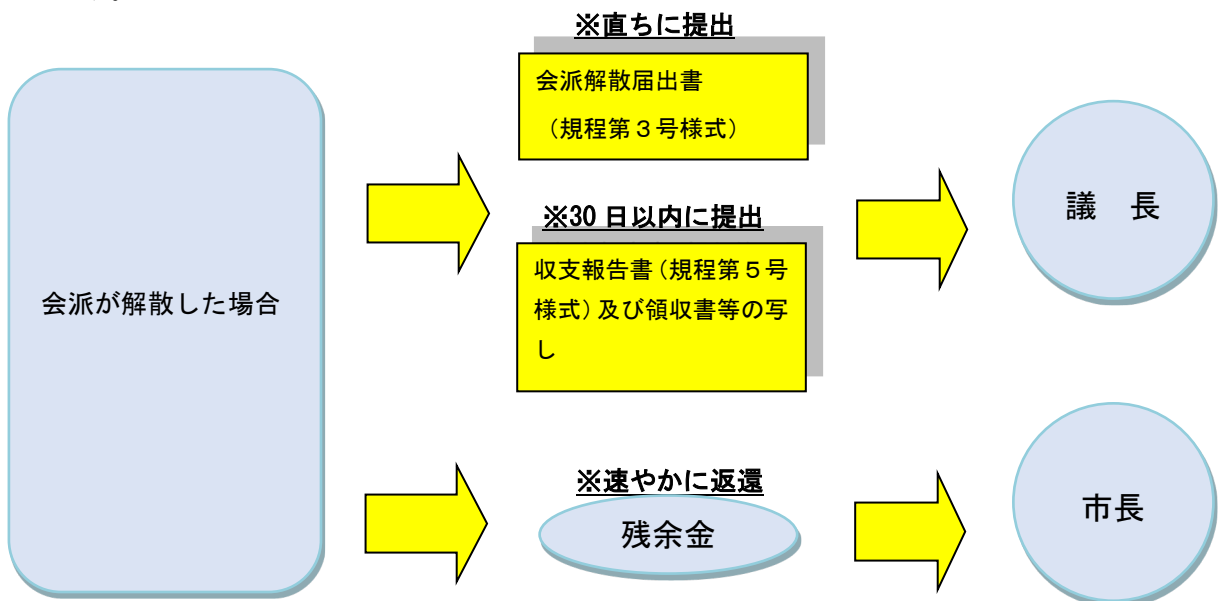 会派が解散した場合
※直ちに提出
会派解散届出書
（規程第３号様式）
※30 日以内に提出
収支報告書（規程第５号
様式）及び領収書等の写
し
議　長
※速やかに返還
残余金
市長